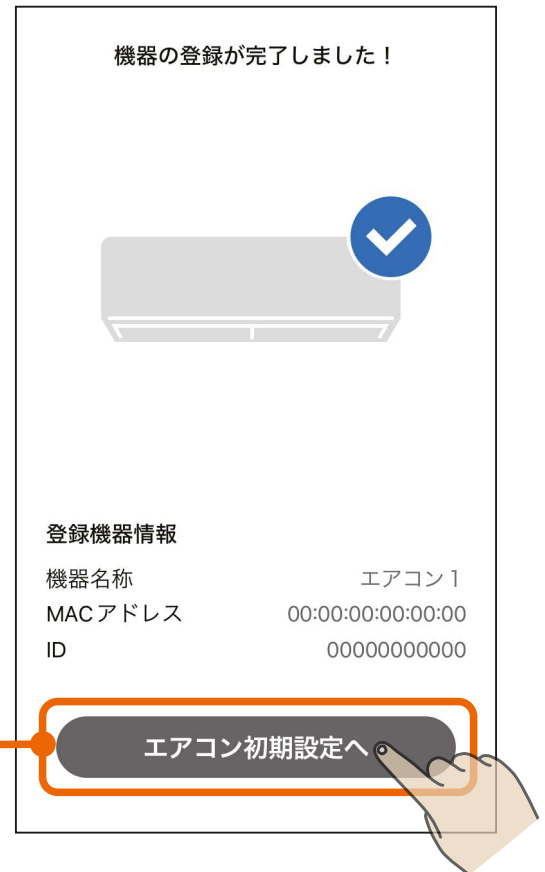 機器の登録が完了しました！
登録機器情報
機器名称 エアコン 1
MACアドレス 00:00:00:00:00:00
ID 00000000000
エアコン初期設定へ